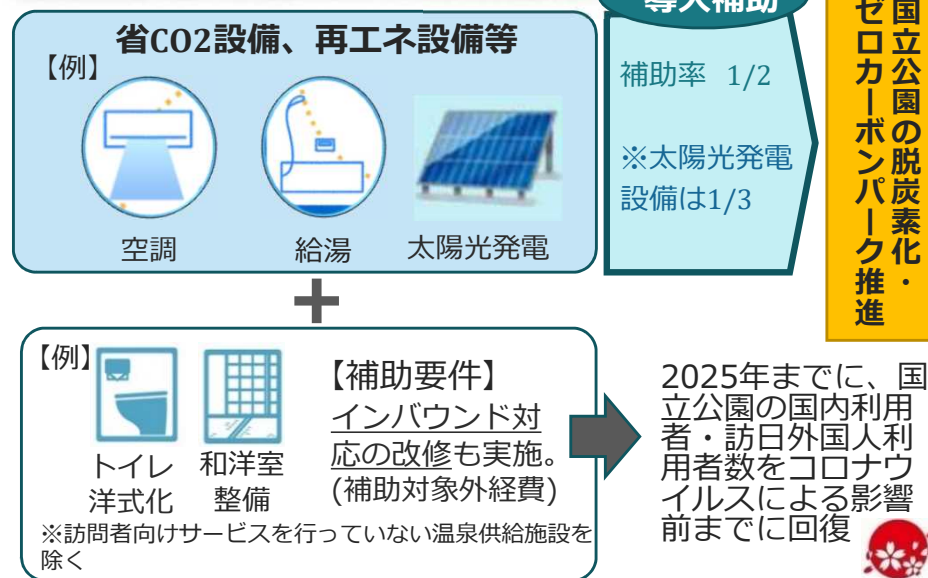 導入補助
省CO2設備、再エネ設備等
【例】
空調
給湯
太陽光発電
補助率 1/2
※太陽光発電
設備は1/3
国立公園の脱炭素化・
ゼロカーボンパーク推進
【例】
トイレ
洋式化
和洋室
整備
【補助要件】
インバウンド対
応の改修も実施。
(補助対象外経費)
※訪問者向けサービスを行っていない温泉供給施設を
除く
2025年までに、国
立公園の国内利用
者・訪日外国人利
用者数をコロナウ
イルスによる影響
前までに回復